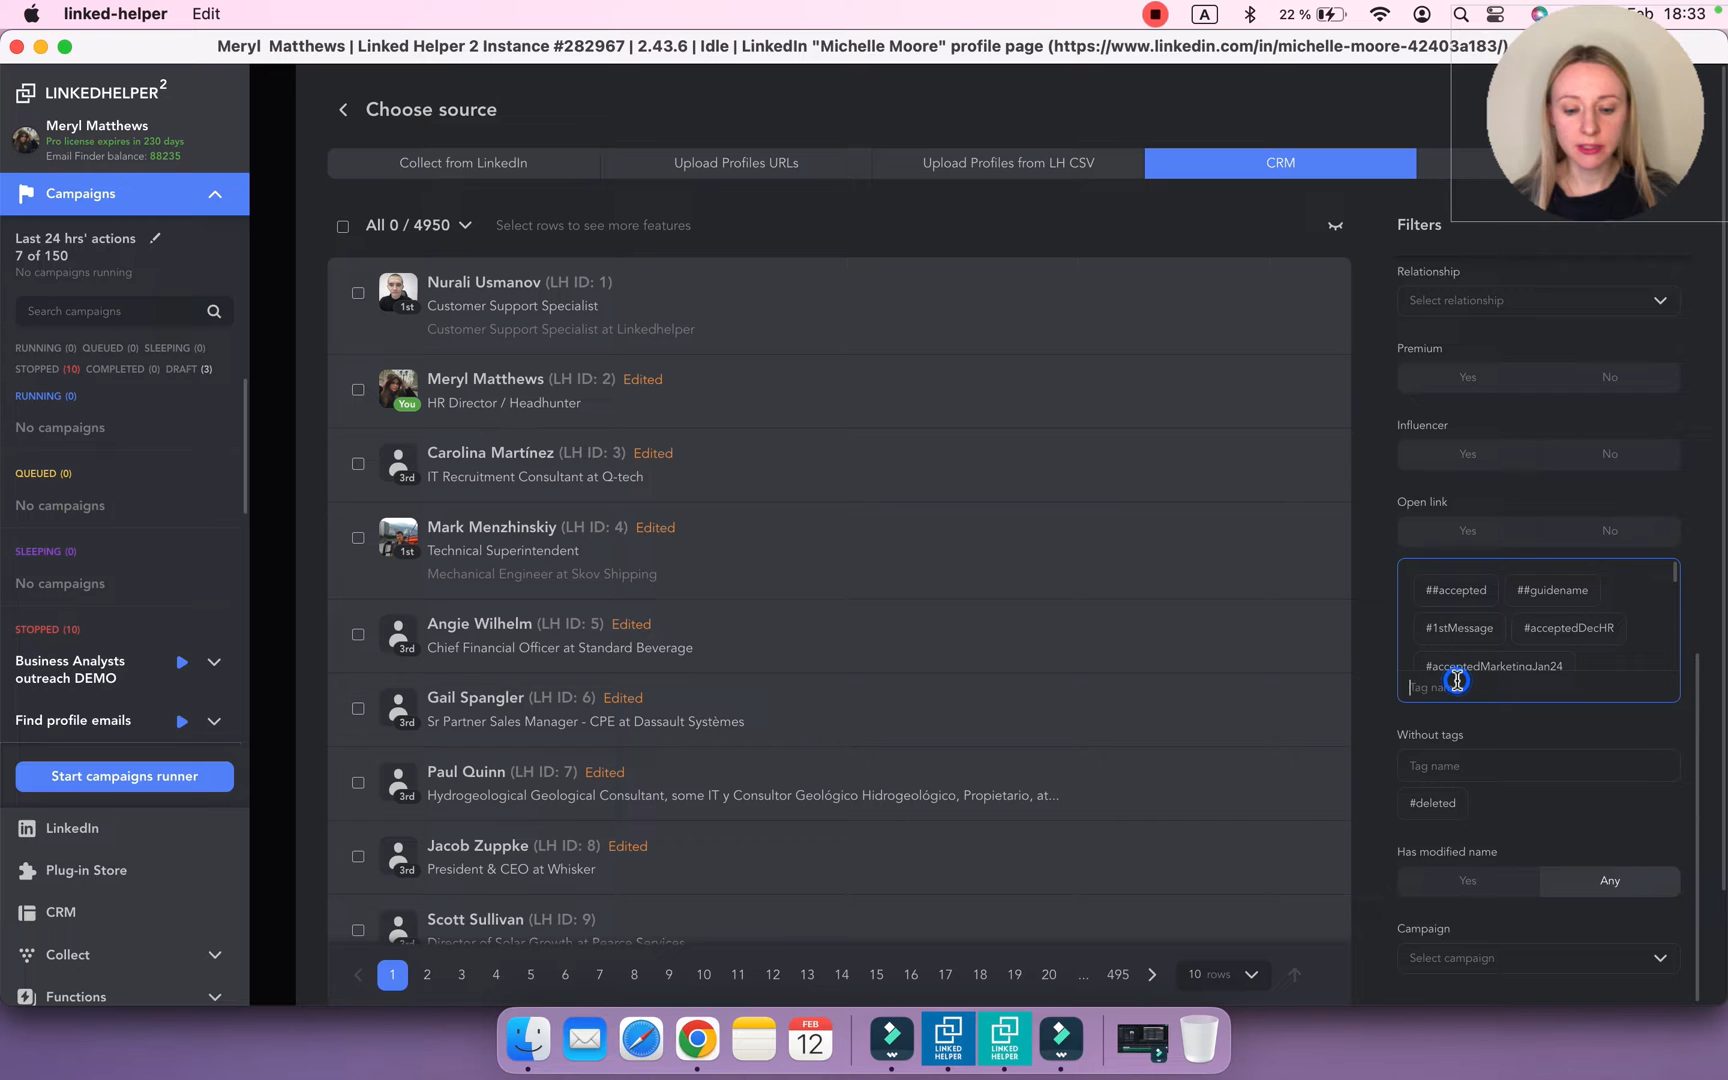 linked-helper Edit
A 22 % Feb 18:33
Meryl Matthews | Linked Helper 2 Instance #282967 | 2.43.6 | Idle | LinkedIn "Michelle Moore" profile page (https://www.linkedin.com/in/michelle-moore-42403a183/)
LINKEDHELPER2
Meryl Matthews
Pro license expires in 230 days
Email Finder balance: 88235
Campaigns
Last 24 hrs' actions
7 of 150
No campaigns running
Search campaigns
RUNNING (0) QUEUED (0) SLEEPING (0)
STOPPED (10) COMPLETED (0) DRAFT (3)
RUNNING (0)
No campaigns
QUEUED (0)
No campaigns
SLEEPING (0)
No campaigns
STOPPED (10)
Business Analysts
outreach DEMO
Find profile emails
Start campaigns runner
LinkedIn
Plug-in Store
CRM
Collect
Functions
Choose source
Collect from LinkedIn Upload Profiles URLs Upload Profiles from LH CSV CRM
All 0 / 4950 Select rows to see more features
Nurali Usmanov (LH ID: 1)
1st
Customer Support Specialist
Customer Support Specialist at Linkedhelper
Meryl Matthews (LH ID: 2) Edited
You
HR Director / Headhunter
Carolina Martínez (LH ID: 3) Edited
3rd
IT Recruitment Consultant at Q-tech
Mark Menzhinskiy (LH ID: 4) Edited
1st
Technical Superintendent
Mechanical Engineer at Skov Shipping
Angie Wilhelm (LH ID: 5) Edited
3rd
Chief Financial Officer at Standard Beverage
Gail Spangler (LH ID: 6) Edited
3rd
Sr Partner Sales Manager - CPE at Dassault Systèmes
Paul Quinn (LH ID: 7) Edited
3rd
Hydrogeological Geological Consultant, some IT y Consultor Geológico Hidrogeológico, Propietario, at...
Jacob Zuppke (LH ID: 8) Edited
3rd
President & CEO at Whisker
Scott Sullivan (LH ID: 9)
3rd
Director of Solar Growth at Pearce Services
1 2 3 4 5 6 7 8 9 10 11 12 13 14 15 16 17 18 19 20 ... 495 10 rows
Filters
Relationship
Select relationship
Premium
Yes No
Influencer
Yes No
Open link
Yes No
##accepted ##guidename
#1stMessage #acceptedDecHR
#acceptedMarketingJan24
Tag name
Without tags
Tag name
#deleted
Has modified name
Yes Any
Campaign
Select campaign
FEB
12
LINKED
HELPER
LINKED
HELPER